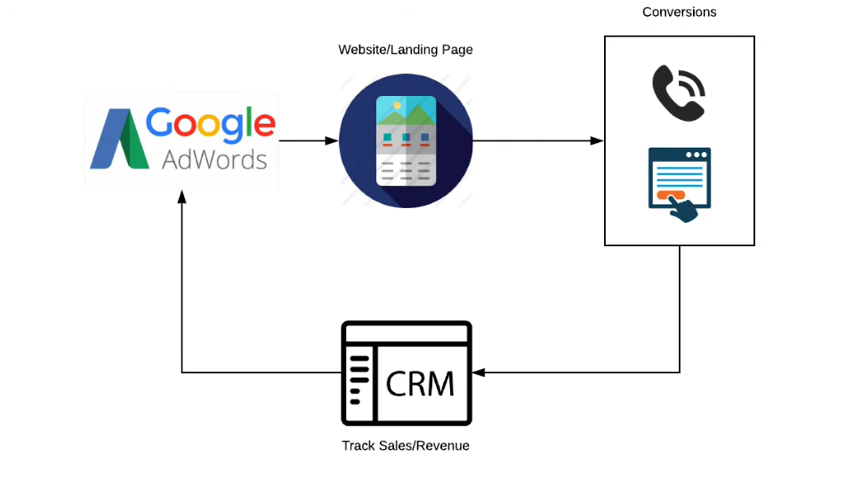 Conversions
Website/Landing Page
Google
AdWords
CRM
Track Sales/Revenue